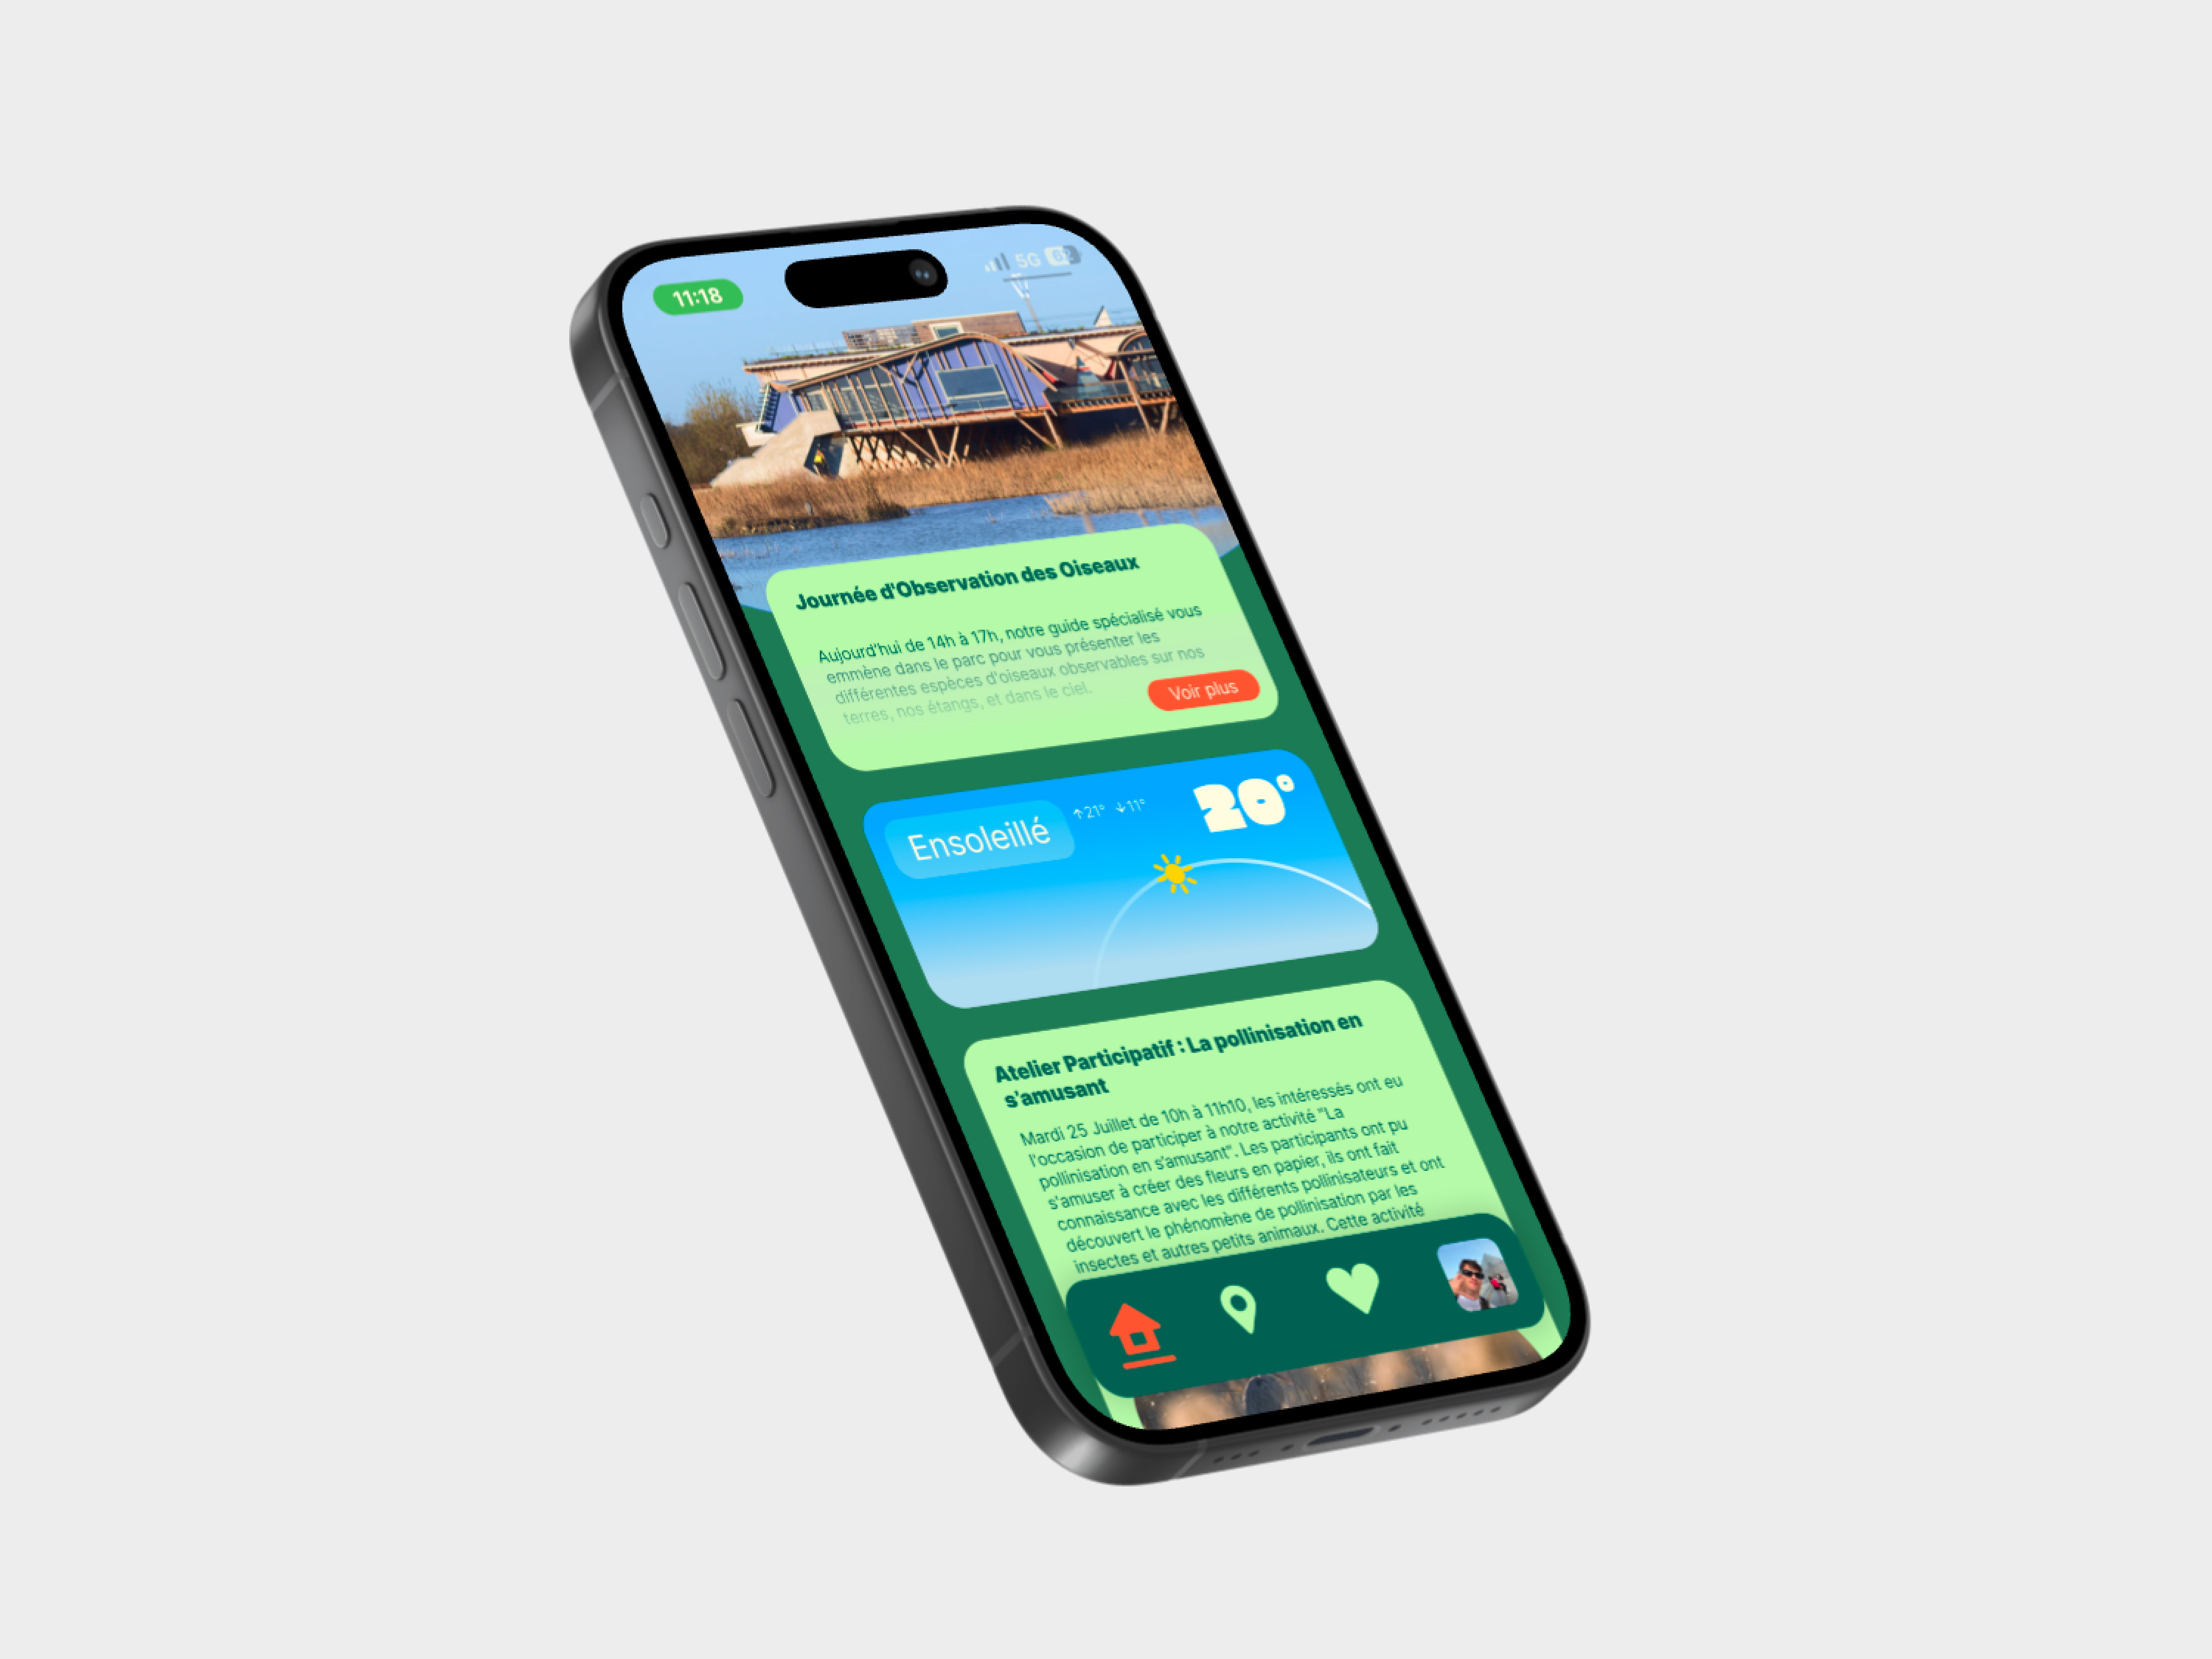 11:18
5G
Journée d'Observation des Oiseaux
Aujourd'hui de 14h à 17h, notre guide spécialisé vous
emmène dans le parc pour vous présenter les
différentes espèces d'oiseaux observables sur nos
terres, nos étangs, et dans le ciel.
Voir plus
Ensoleillé
↑21° ↓11°
20°
Atelier Participatif : La pollinisation en
s'amusant
Mardi 25 Juillet de 10h à 11h10, les intéressés ont eu
l'occasion de participer à notre activité "La
pollinisation en s'amusant". Les participants ont pu
s'amuser à créer des fleurs en papier, ils ont fait
connaissance avec les différents pollinisateurs et ont
découvert le phénomène de pollinisation par les
insectes et autres petits animaux. Cette activité